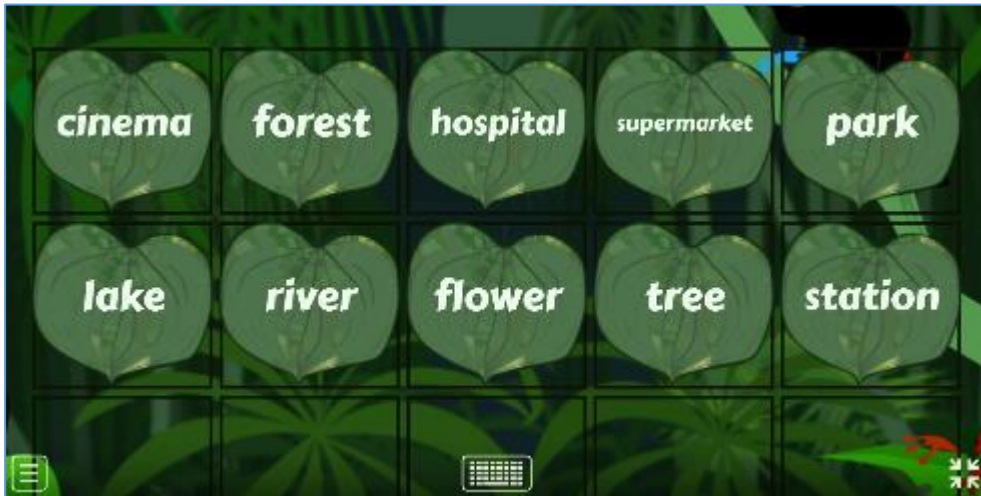 cinema forest hospital supermarket park
lake river flower tree station